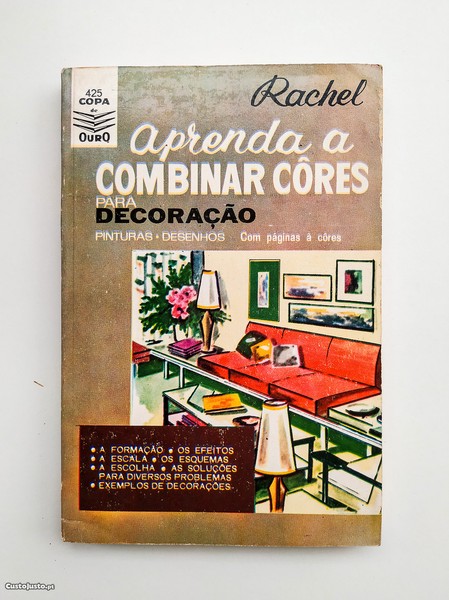 425
COPA
de
OURO
Rachel
aprenda a
COMBINAR CÔRES
PARA
DECORAÇÃO
PINTURAS • DESENHOS Com páginas à côres
• A FORMAÇÃO • OS EFEITOS
• A ESCALA • OS ESQUEMAS
• A ESCOLHA • AS SOLUÇÕES
PARA DIVERSOS PROBLEMAS
• EXEMPLOS DE DECORAÇÕES
CustoJusto.pt